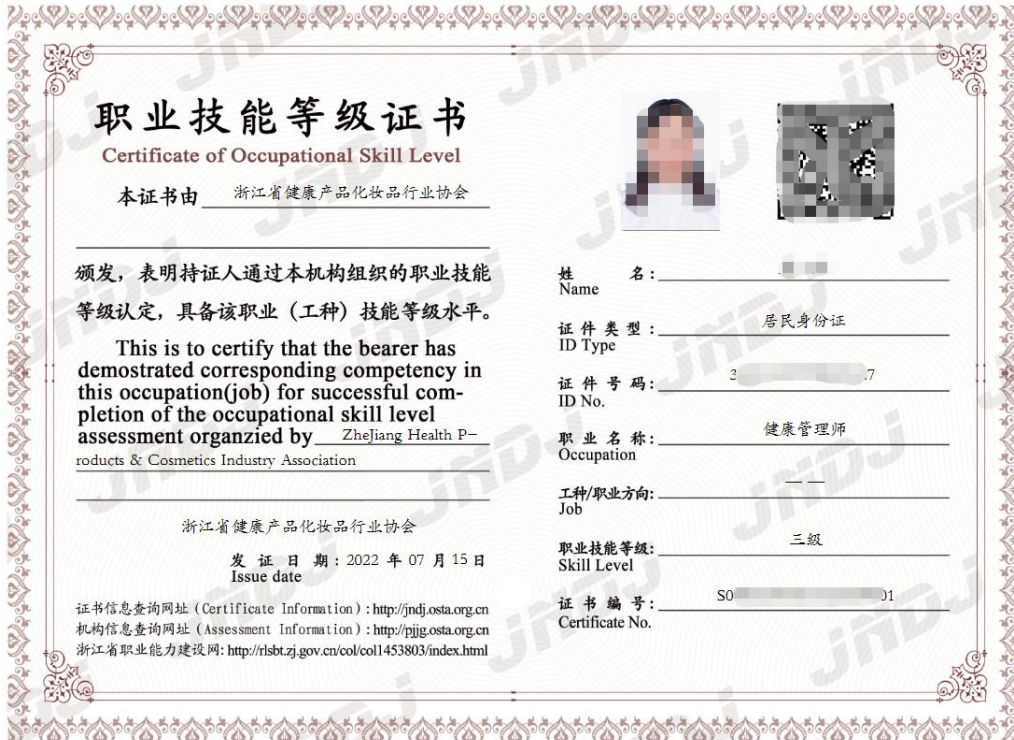 职业技能等级证书
Certificate of Occupational Skill Level
本证书由 浙江省健康产品化妆品行业协会
颁发，表明持证人通过本机构组织的职业技能
等级认定，具备该职业（工种）技能等级水平。
This is to certify that the bearer has
demostrated corresponding competency in
this occupation(job) for successful com-
pletion of the occupational skill level
assessment organzied by ZheJiang Health P-
roducts & Cosmetics Industry Association
浙江省健康产品化妆品行业协会
发 证 日 期：2022 年 07 月 15 日
Issue date
证书信息查询网址（Certificate Information）: http://jndj.osta.org.cn
机构信息查询网址（Assessment Information）: http://pjjg.osta.org.cn
浙江省职业能力建设网: http://rlsbt.zj.gov.cn/col/col1453803/index.html
姓 名：
Name
证 件 类 型： 居民身份证
ID Type
证 件 号 码： 3 7
ID No.
职 业 名 称： 健康管理师
Occupation
工种/职业方向: — —
Job
职业技能等级: 三级
Skill Level
证 书 编 号： S0 01
Certificate No.
JNDJ